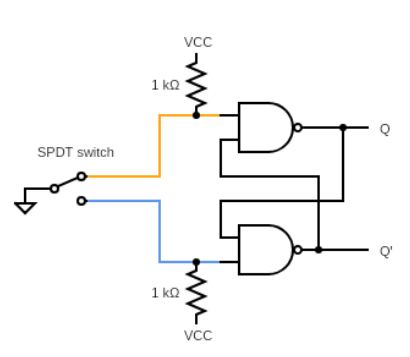 VCC
1 kΩ
SPDT switch
Q
Q'
1 kΩ
VCC